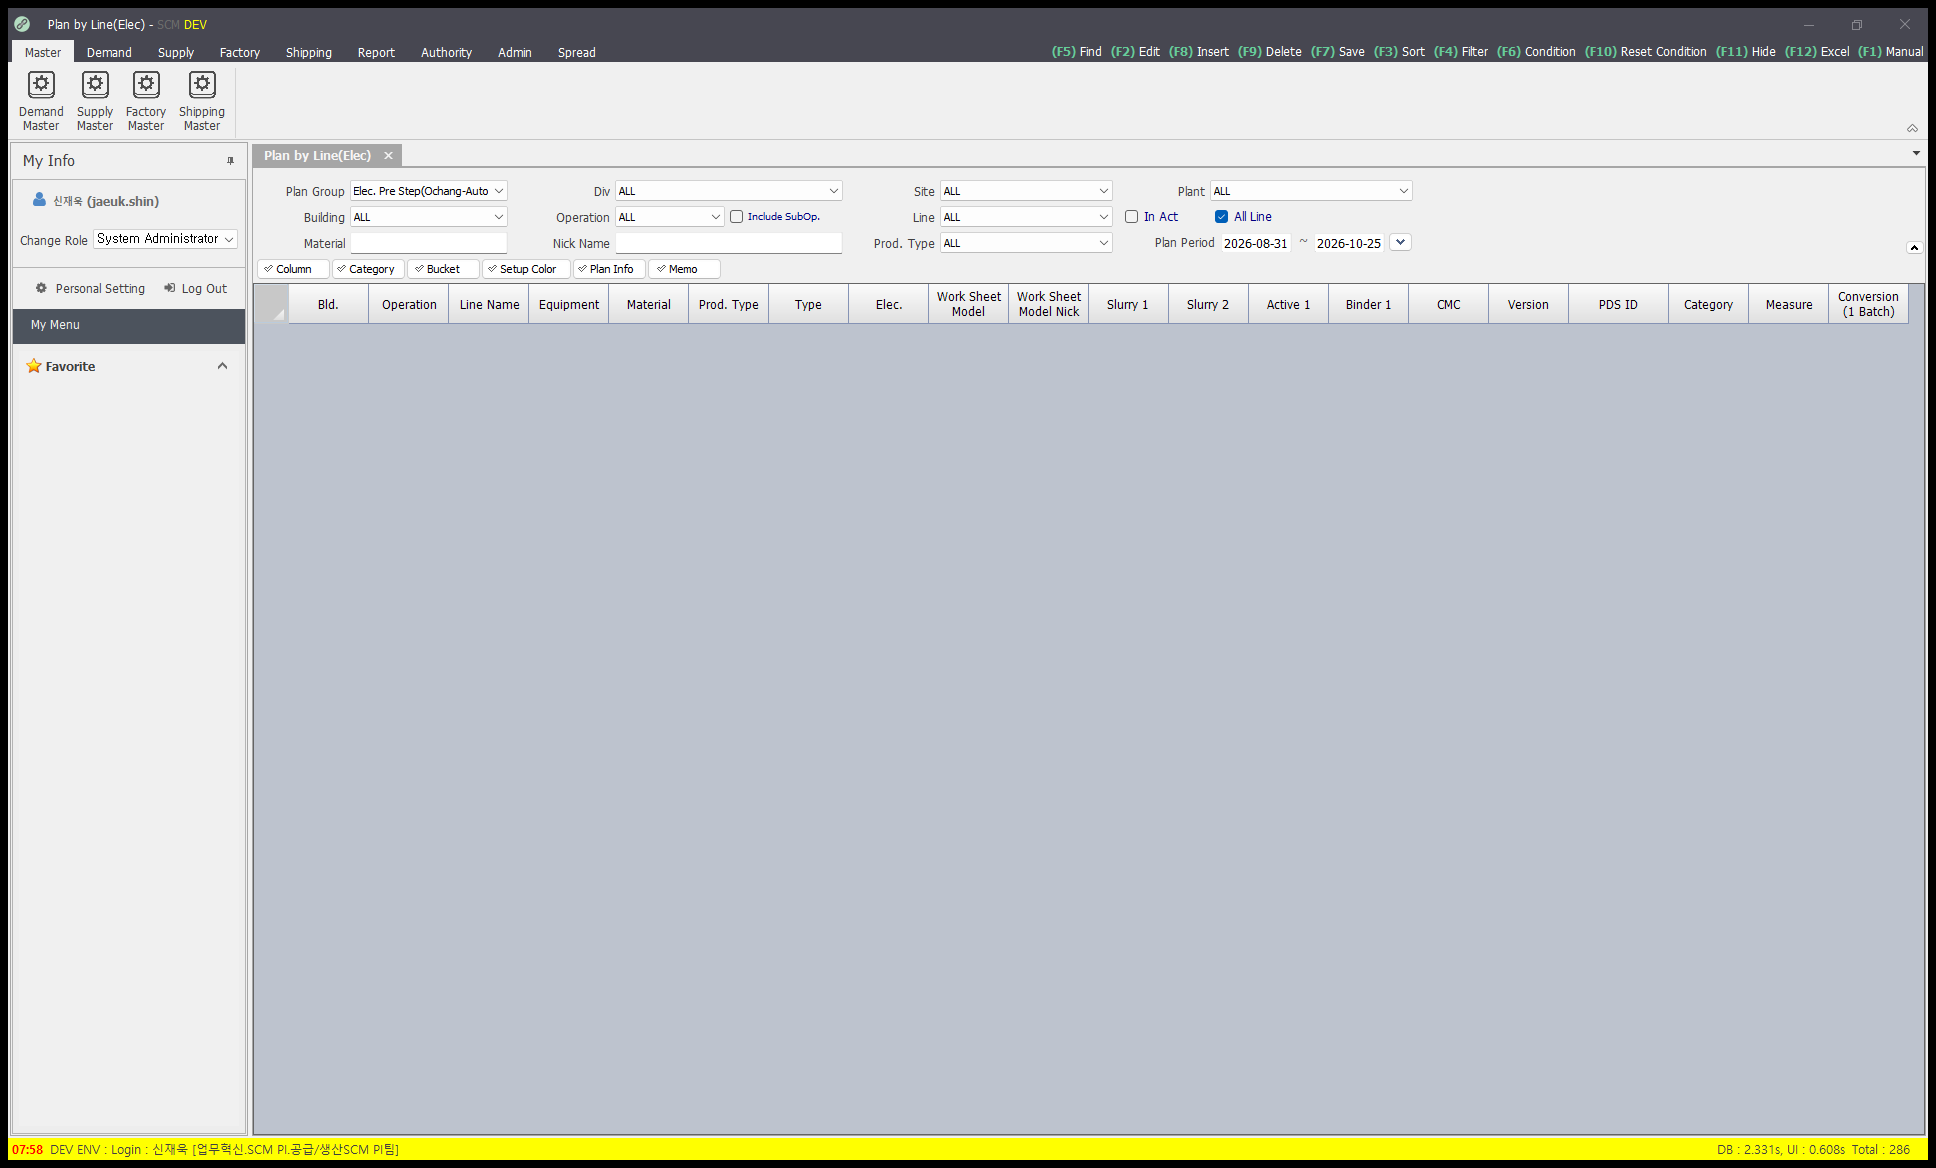 Plan by Line(Elec) - SCM DEV
Master Demand Supply Factory Shipping Report Authority Admin Spread
(F5) Find (F2) Edit (F8) Insert (F9) Delete (F7) Save (F3) Sort (F4) Filter (F6) Condition (F10) Reset Condition (F11) Hide (F12) Excel (F1) Manual
Demand Master
Supply Master
Factory Master
Shipping Master
My Info
신재욱 (jaeuk.shin)
Change Role System Administrator
Personal Setting Log Out
My Menu
Favorite
Plan by Line(Elec)
Plan Group Elec. Pre Step(Ochang-Auto Div ALL Site ALL Plant ALL
Building ALL Operation ALL Include SubOp. Line ALL In Act All Line
Material Nick Name Prod. Type ALL Plan Period 2026-08-31 ~ 2026-10-25
Column Category Bucket Setup Color Plan Info Memo
Bld. Operation Line Name Equipment Material Prod. Type Type Elec. Work Sheet Model Work Sheet Model Nick Slurry 1 Slurry 2 Active 1 Binder 1 CMC Version PDS ID Category Measure Conversion (1 Batch)
07:58 DEV ENV : Login : 신재욱 [업무혁신.SCM PI.공급/생산SCM PI팀]
DB : 2.331s, UI : 0.608s Total : 286